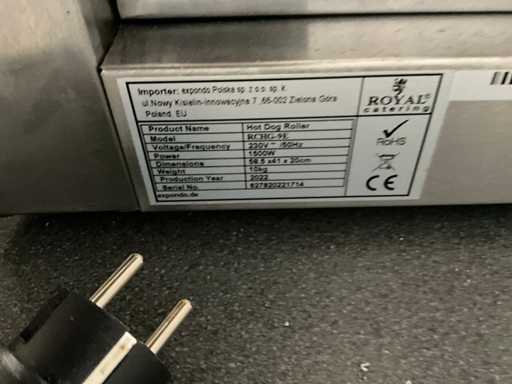 Importer: expondo Polska sp. z o.o. sp. k.
ul.Nowy Kisielin-Innowacyjna 7 ,66-002 Zielona Góra
Poland, EU
ROYAL®
catering
Product Name Hot Dog Roller
Model RCHG-9E
Voltage/Frequency 230V ~ /50Hz
Power 1500W
Dimensions 58.5 x41 x 20cm
Weight 10kg
Production Year 2022
Serial No. 627820221714
expondo.de
RoHS
CE